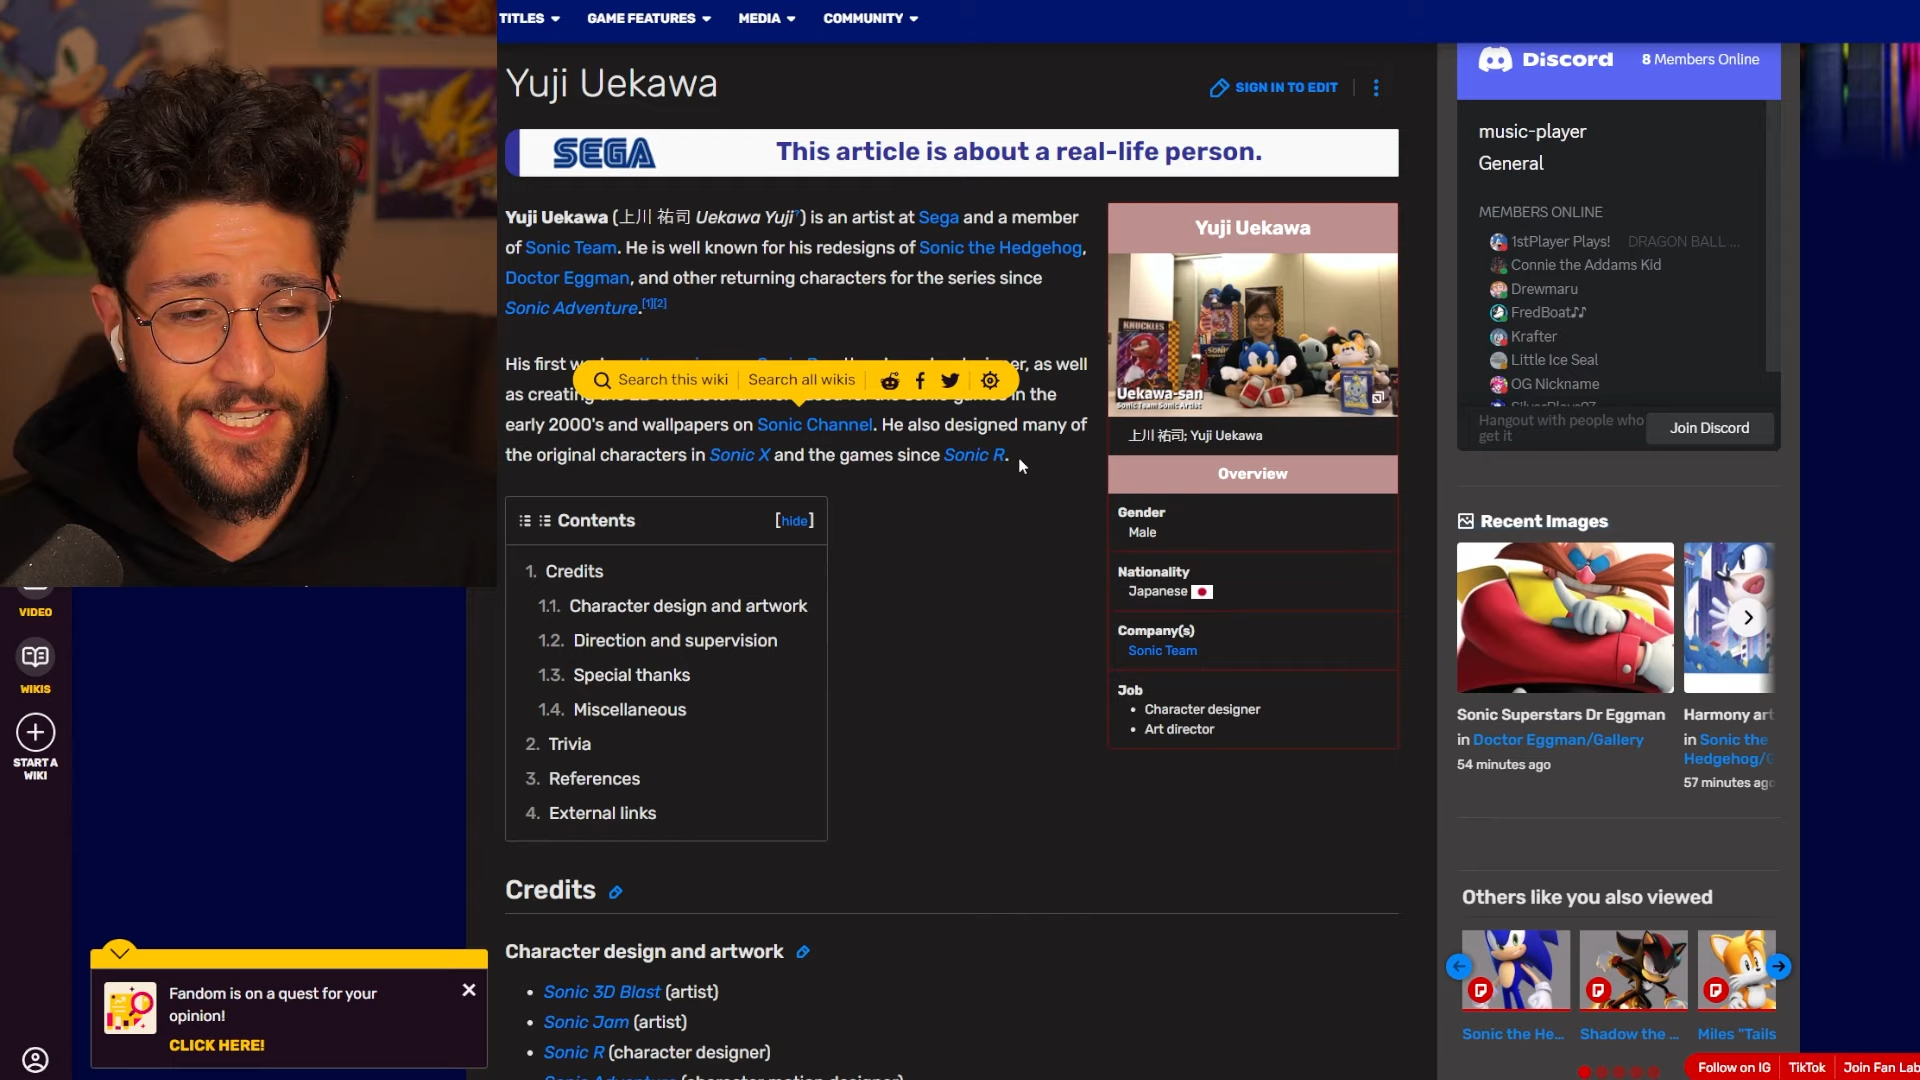 TITLES
GAME FEATURES
MEDIA
COMMUNITY
Yuji Uekawa
SIGN IN TO EDIT
SEGA
This article is about a real-life person.
Yuji Uekawa (上川 祐司 Uekawa Yuji?) is an artist at Sega and a member
of Sonic Team. He is well known for his redesigns of Sonic the Hedgehog,
Doctor Eggman, and other returning characters for the series since
Sonic Adventure.[1][2]
His first
er, as well
Search this wiki
Search all wikis
as creating
in the
early 2000's and wallpapers on Sonic Channel. He also designed many of
the original characters in Sonic X and the games since Sonic R.
Contents
[hide]
1. Credits
1.1. Character design and artwork
1.2. Direction and supervision
1.3. Special thanks
1.4. Miscellaneous
2. Trivia
3. References
4. External links
Credits
Character design and artwork
• Sonic 3D Blast (artist)
• Sonic Jam (artist)
• Sonic R (character designer)
Yuji Uekawa
KNUCKLES
Uekawa-san
Sonic Team Sonic Artist
上川 祐司; Yuji Uekawa
Overview
Gender
Male
Nationality
Japanese
Company(s)
Sonic Team
Job
• Character designer
• Art director
Discord
8 Members Online
music-player
General
MEMBERS ONLINE
1stPlayer Plays! DRAGON BALL ...
Connie the Addams Kid
Drewmaru
FredBoat♪♪
Krafter
Little Ice Seal
OG Nickname
Hangout with people who
get it
Join Discord
Recent Images
Sonic Superstars Dr Eggman
in Doctor Eggman/Gallery
54 minutes ago
Harmony art
in Sonic the
Hedgehog/G
57 minutes ago
Others like you also viewed
Sonic the He...
Shadow the ...
Miles "Tails
VIDEO
WIKIS
START A
WIKI
Fandom is on a quest for your
opinion!
CLICK HERE!
Follow on IG
TikTok
Join Fan Lab